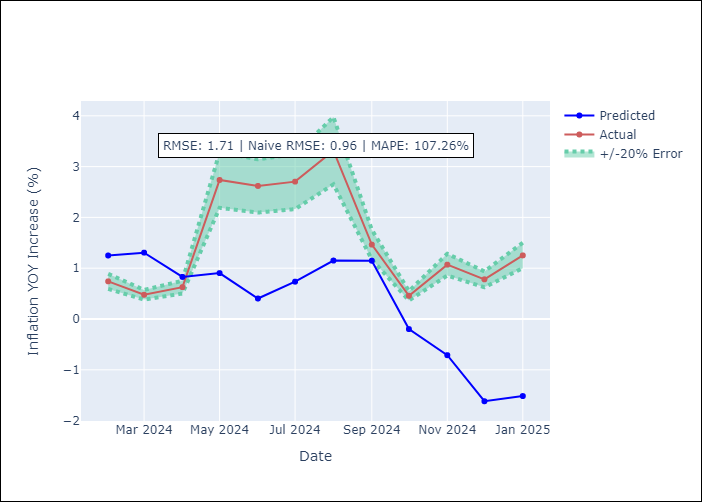 RMSE: 1.71 | Naive RMSE: 0.96 | MAPE: 107.26%
Predicted
Actual
+/-20% Error
Inflation YOY Increase (%)
4
3
2
1
0
−1
−2
Mar 2024
May 2024
Jul 2024
Sep 2024
Nov 2024
Jan 2025
Date